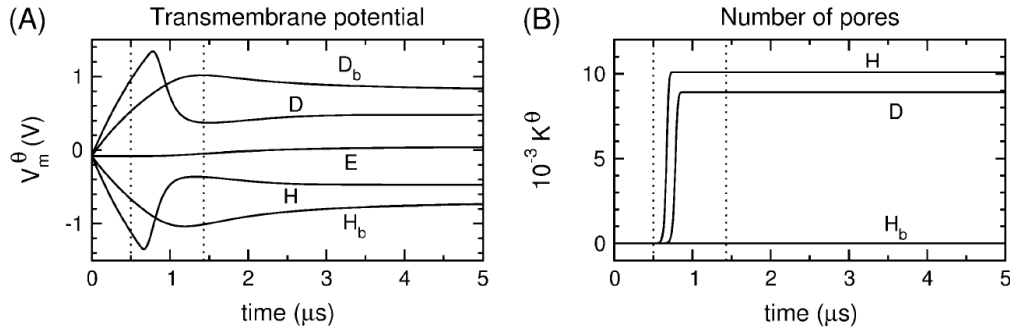 (A) Transmembrane potential
V_m^θ (V)
1
0
-1
D_b
D
E
H
H_b
0 1 2 3 4 5
time (μs)
(B) Number of pores
10^-3 K^θ
10
5
0
H
D
H_b
0 1 2 3 4 5
time (μs)